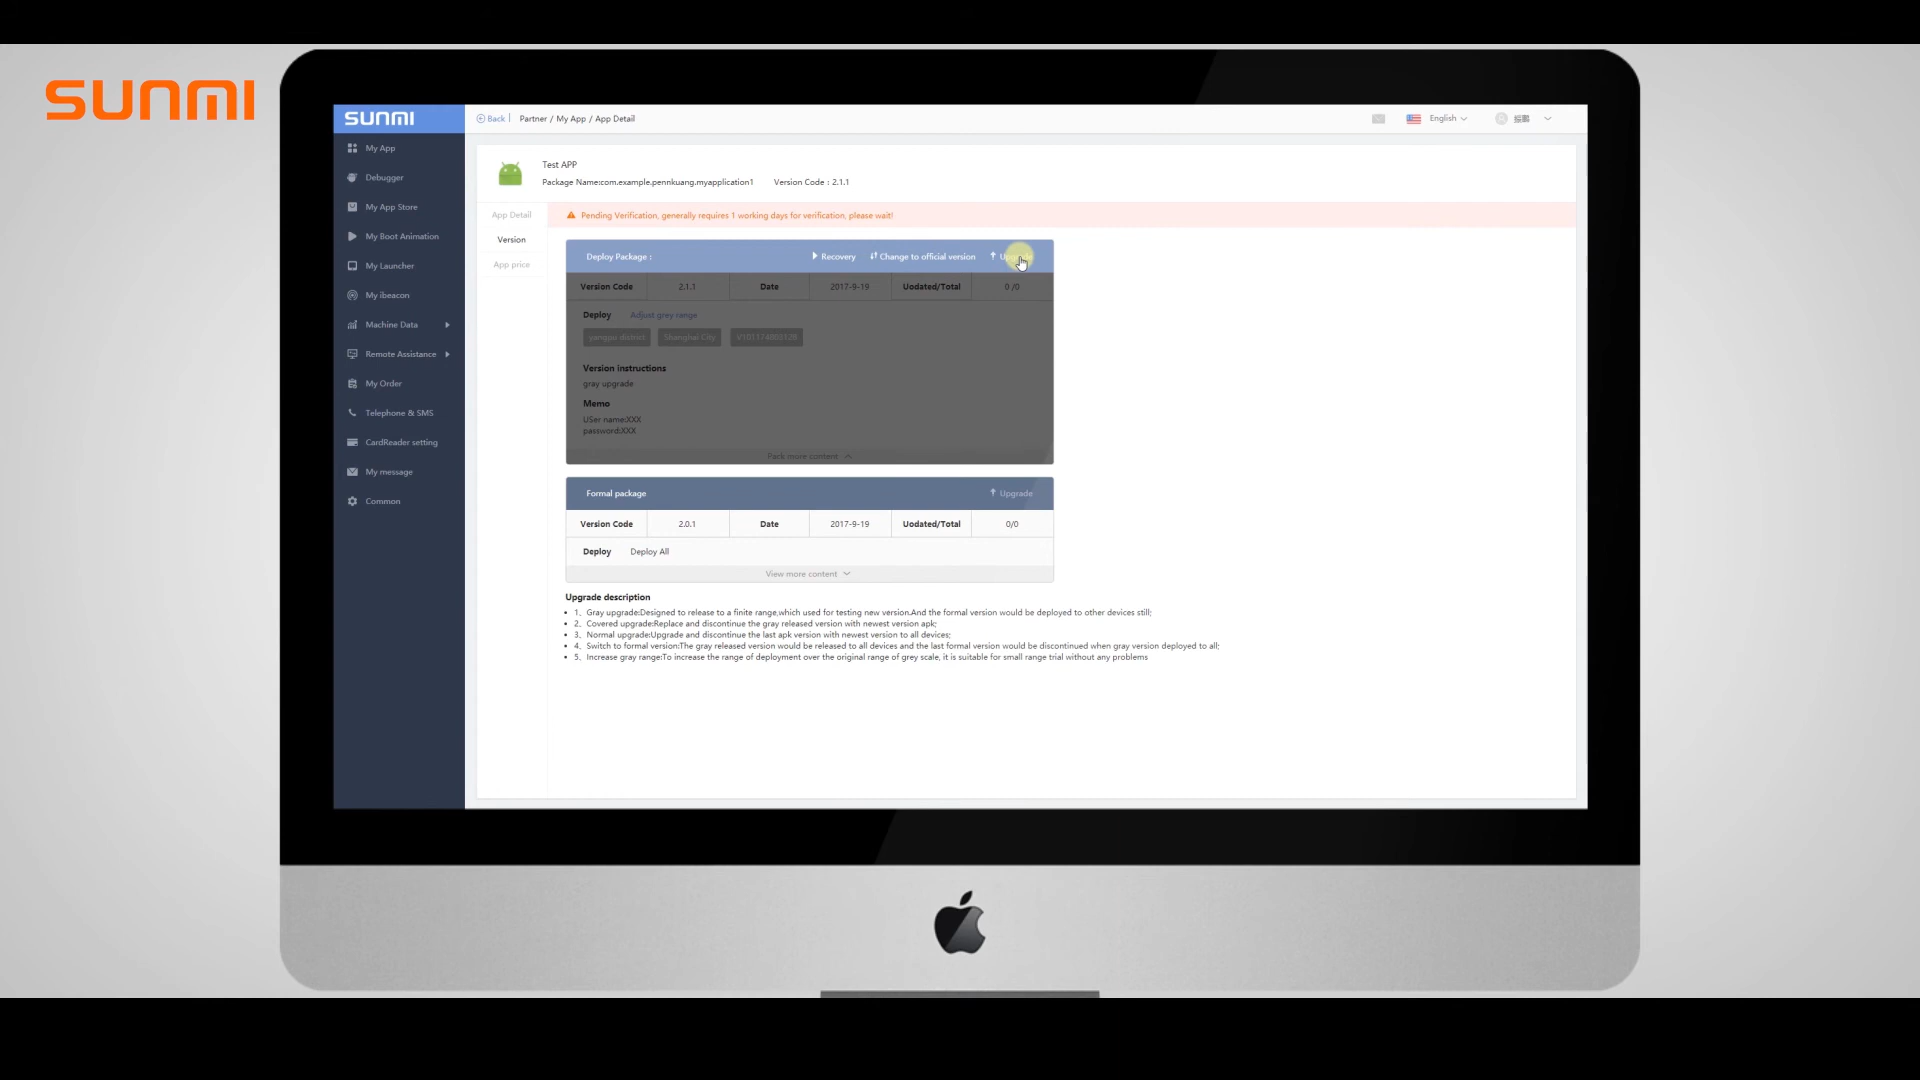 SUNMI
SUNMI
Back | Partner / My App / App Detail
English
My App
Debugger
My App Store
My Boot Animation
My Launcher
My ibeacon
Machine Data
Remote Assistance
My Order
Telephone & SMS
CardReader setting
My message
Common
Test APP
Package Name:com.example.pennkuang.myapplication1 Version Code : 2.1.1
App Detail
Version
App price
Pending Verification, generally requires 1 working days for verification, please wait!
Deploy Package : Recovery Change to official version Upgrade
Version Code 2.1.1 Date 2017-9-19 Uodated/Total 0 /0
Deploy Adjust grey range
yangpu district Shanghai City
Version instructions
gray upgrade
Memo
USer name:XXX
password:XXX
Pack more content
Formal package Upgrade
Version Code 2.0.1 Date 2017-9-19 Uodated/Total 0/0
Deploy Deploy All
View more content
Upgrade description
• 1、Gray upgrade:Designed to release to a finite range,which used for testing new version.And the formal version would be deployed to other devices still;
• 2、Covered upgrade:Replace and discontinue the gray released version with newest version apk;
• 3、Normal upgrade:Upgrade and discontinue the last apk version with newest version to all devices;
• 4、Switch to formal version:The gray released version would be released to all devices and the last formal version would be discontinued when gray version deployed to all;
• 5、Increase gray range:To increase the range of deployment over the original range of grey scale, it is suitable for small range trial without any problems